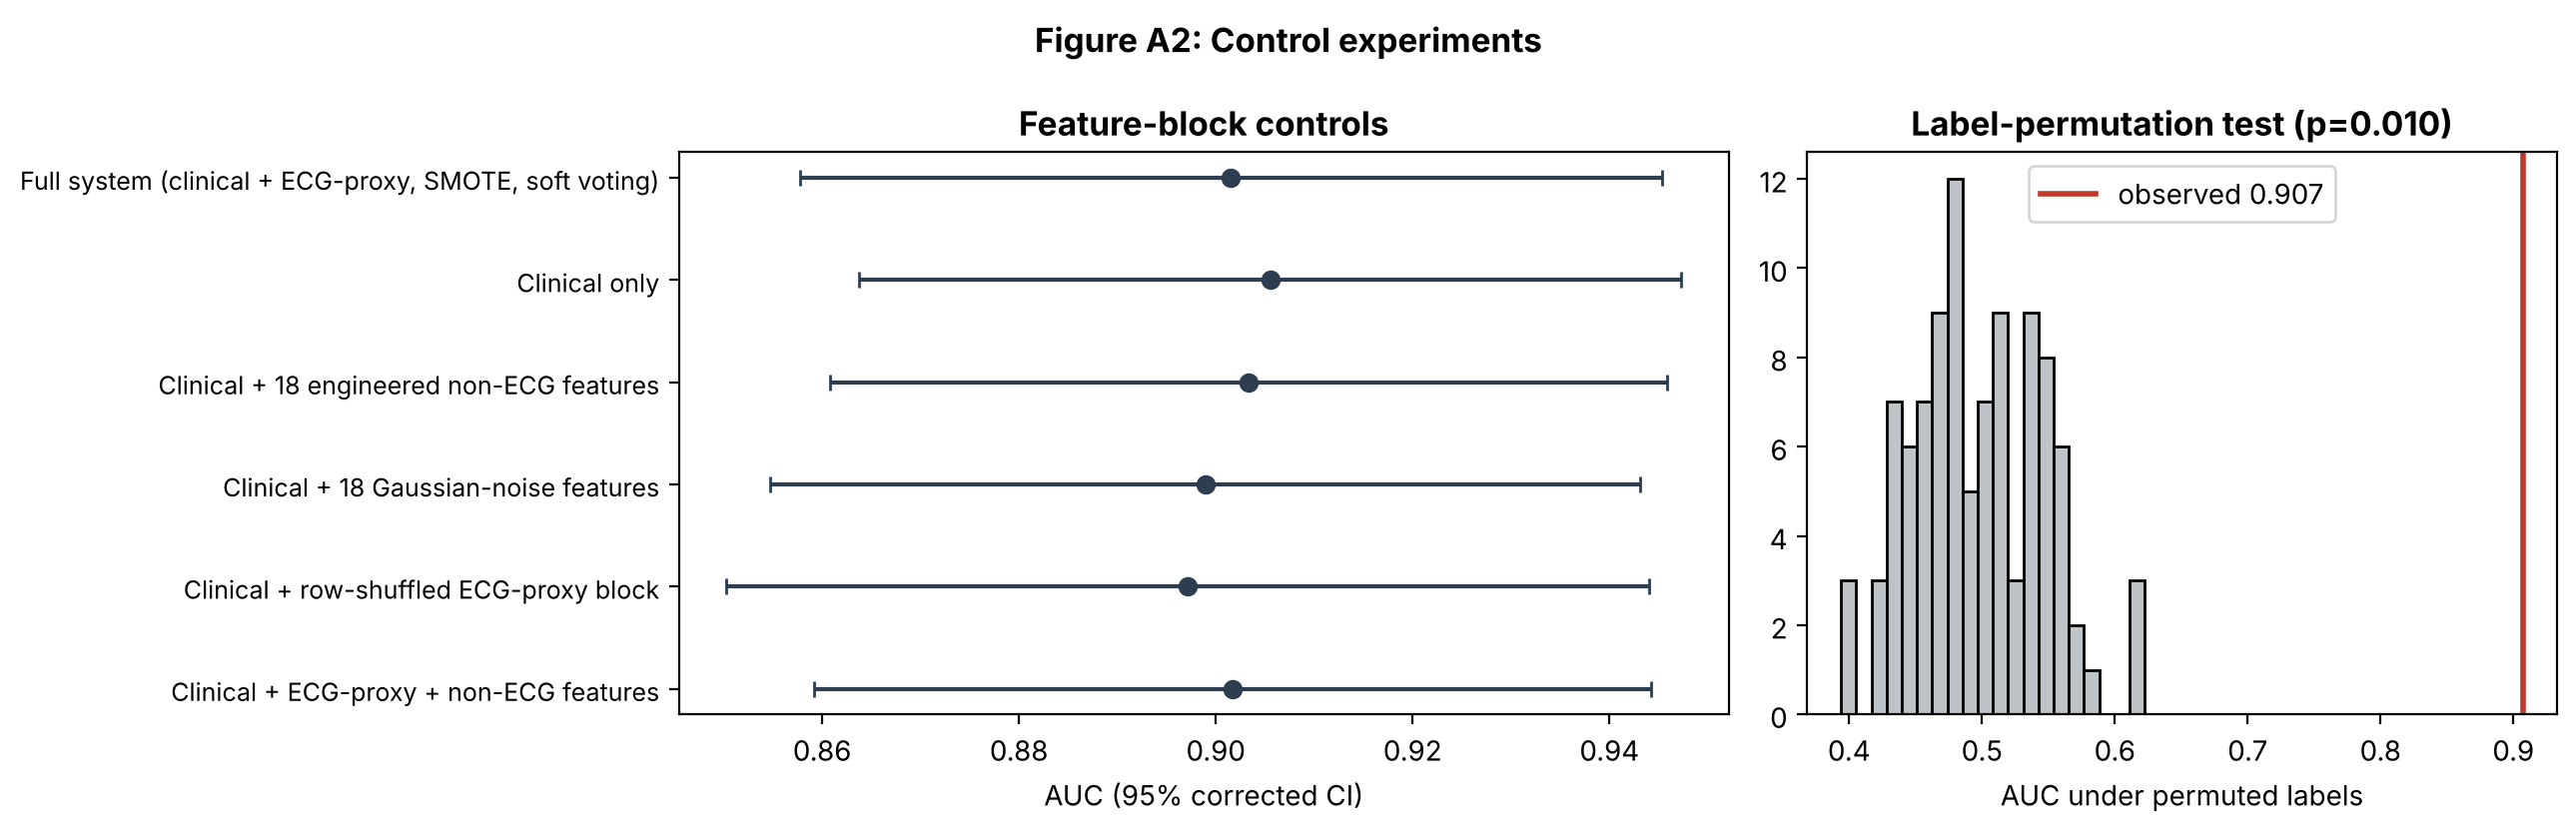 Figure A2: Control experiments
Feature-block controls
Full system (clinical + ECG-proxy, SMOTE, soft voting)
Clinical only
Clinical + 18 engineered non-ECG features
Clinical + 18 Gaussian-noise features
Clinical + row-shuffled ECG-proxy block
Clinical + ECG-proxy + non-ECG features
0.86 0.88 0.90 0.92 0.94
AUC (95% corrected CI)
Label-permutation test (p=0.010)
observed 0.907
12
10
8
6
4
2
0
0.4 0.5 0.6 0.7 0.8 0.9
AUC under permuted labels